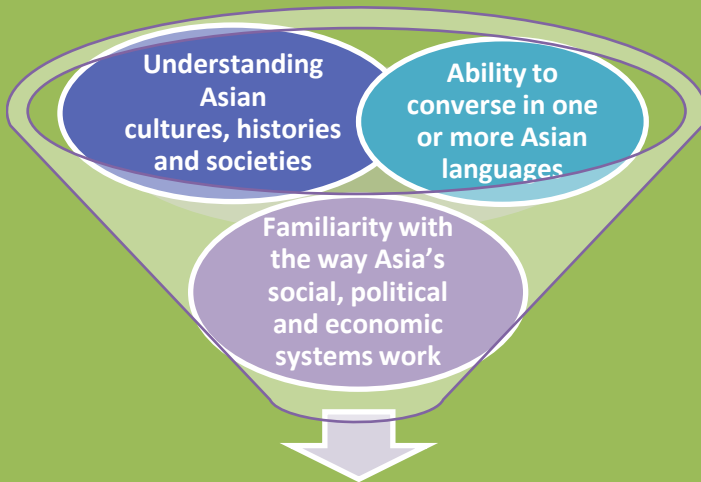 Understanding
Asian
cultures, histories
and societies
Ability to
converse in one
or more Asian
languages
Familiarity with
the way Asia’s
social, political
and economic
systems work